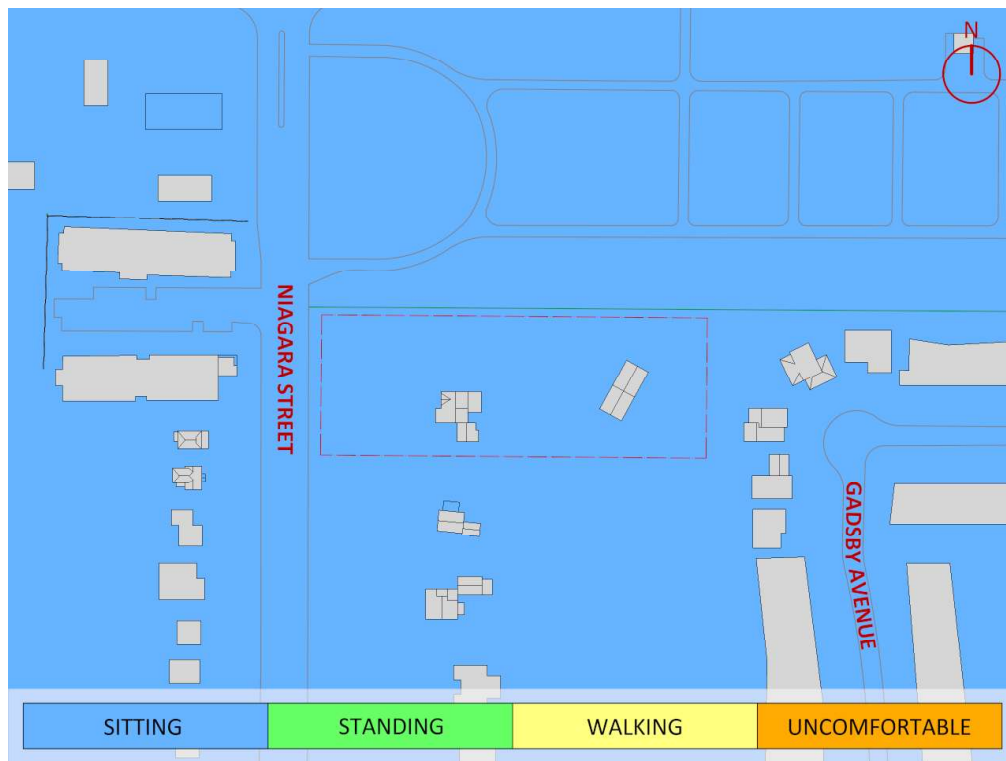 N
NIAGARA STREET
GADSBY AVENUE
SITTING
STANDING
WALKING
UNCOMFORTABLE